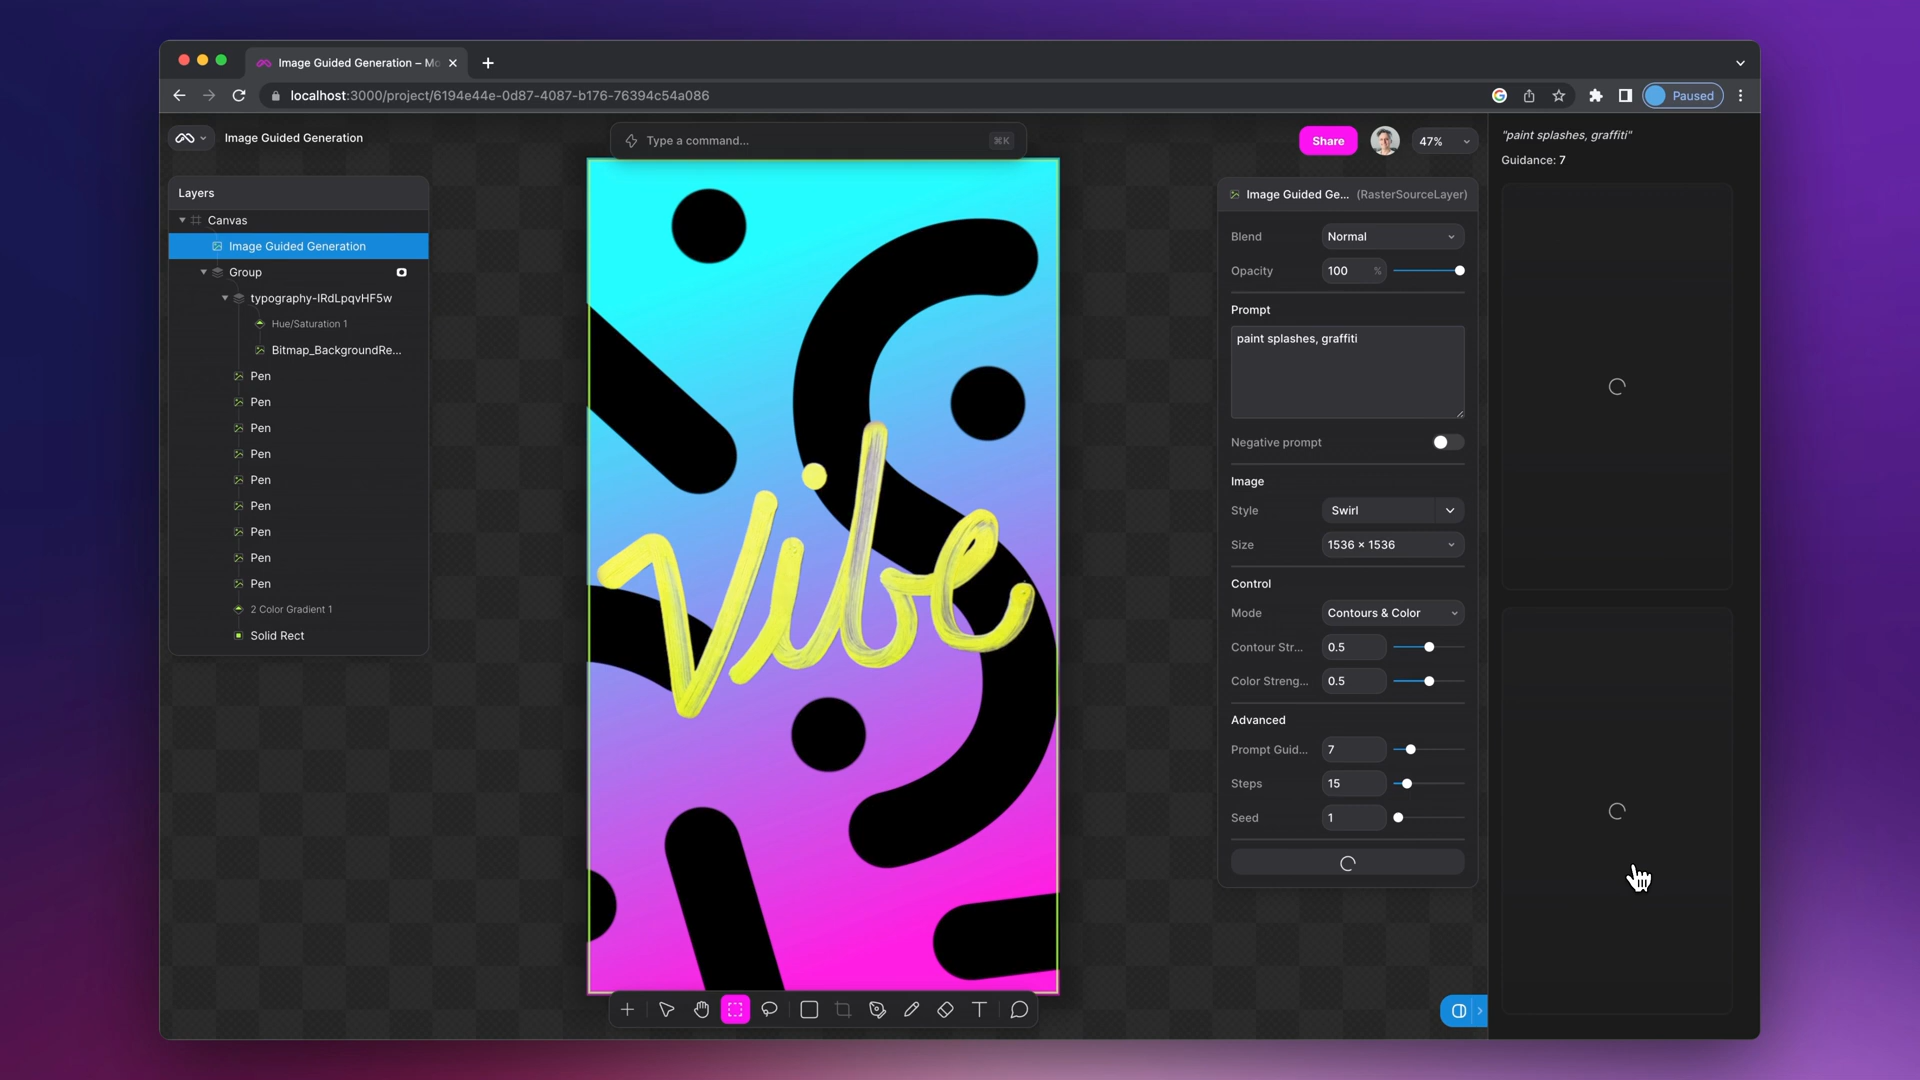 Image Guided Generation – Mo
localhost:3000/project/6194e44e-0d87-4087-b176-76394c54a086
Paused
Image Guided Generation
Type a command...
⌘K
Share
47%
"paint splashes, graffiti"
Guidance: 7
Layers
Canvas
Image Guided Generation
Group
typography-IRdLpqvHF5w
Hue/Saturation 1
Bitmap_BackgroundRe...
Pen
Pen
Pen
Pen
Pen
Pen
Pen
Pen
Pen
2 Color Gradient 1
Solid Rect
Vibe
Image Guided Ge... (RasterSourceLayer)
Blend Normal
Opacity 100 %
Prompt
paint splashes, graffiti
Negative prompt
Image
Style Swirl
Size 1536 × 1536
Control
Mode Contours & Color
Contour Str... 0.5
Color Streng... 0.5
Advanced
Prompt Guid... 7
Steps 15
Seed 1